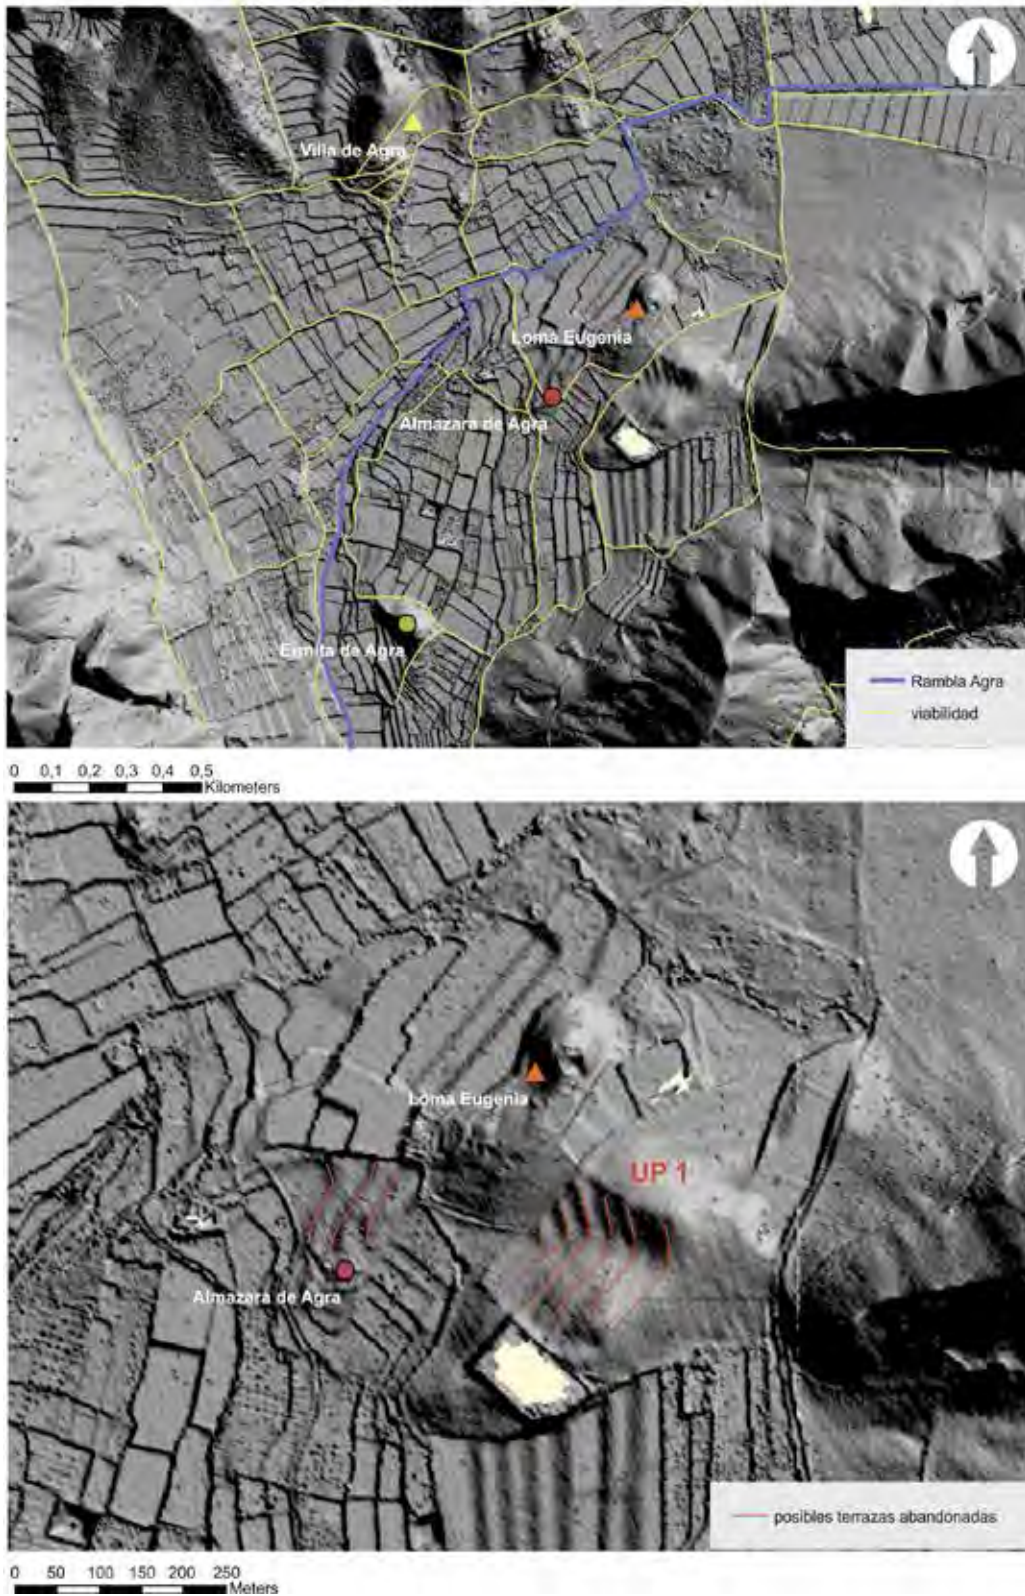 Villa de Agra
Loma Eugenia
Almazara de Agra
Ermita de Agra
Rambla Agra
viabilidad
0 0,1 0,2 0,3 0,4 0,5
Kilometers
Loma Eugenia
UP 1
Almazara de Agra
posibles terrazas abandonadas
0 50 100 150 200 250
Meters